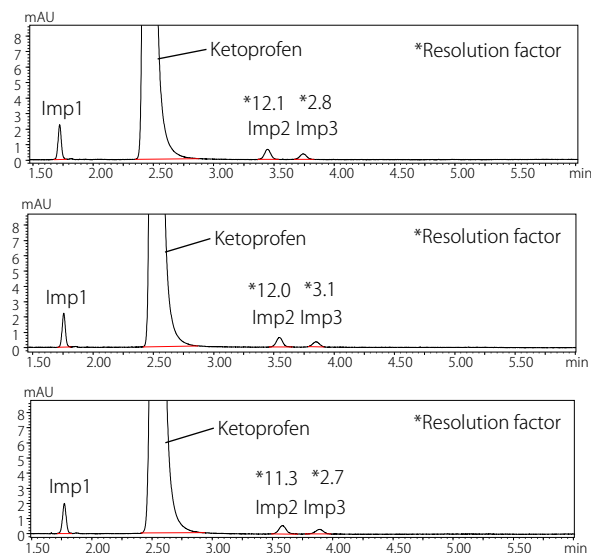 mAU
8
7
6
5
4
3
2
1
0
Ketoprofen
*Resolution factor
Imp1
*12.1 *2.8
Imp2 Imp3
1.50 2.00 2.50 3.00 3.50 4.00 4.50 5.00 5.50 min
mAU
8
7
6
5
4
3
2
1
0
Ketoprofen
*Resolution factor
Imp1
*12.0 *3.1
Imp2 Imp3
1.50 2.00 2.50 3.00 3.50 4.00 4.50 5.00 5.50 min
mAU
8
7
6
5
4
3
2
1
0
Ketoprofen
*Resolution factor
Imp1
*11.3 *2.7
Imp2 Imp3
1.50 2.00 2.50 3.00 3.50 4.00 4.50 5.00 5.50 min